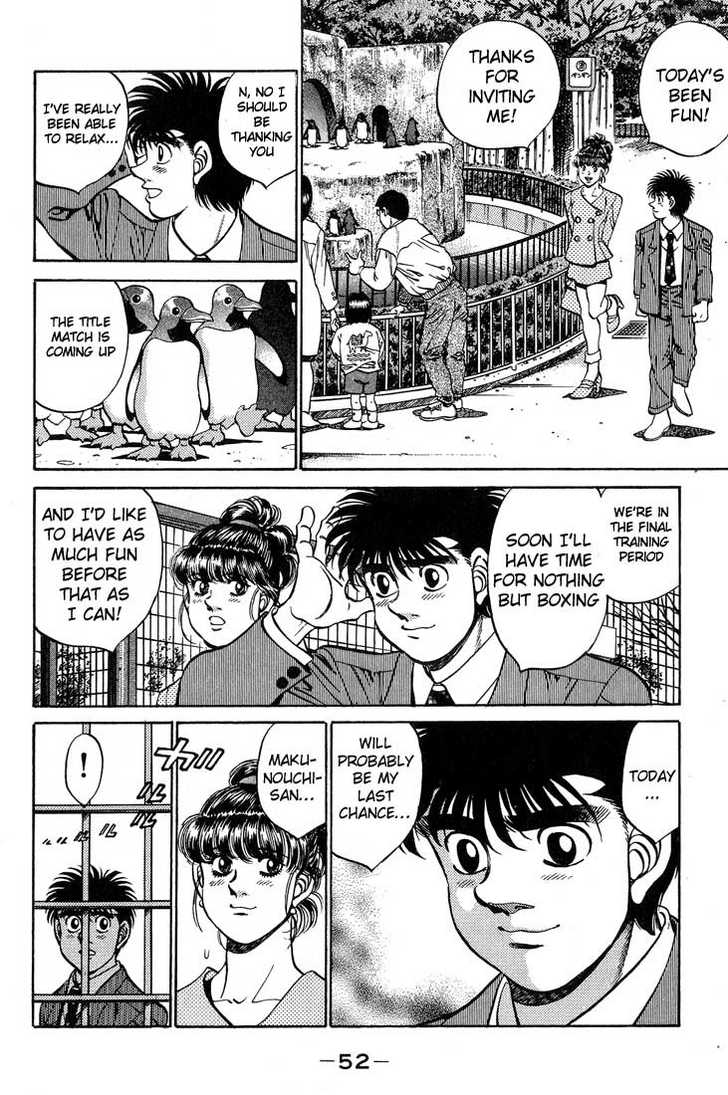 TODAY'S
BEEN
FUN!
THANKS
FOR
INVITING
ME!
N, NO I
SHOULD
BE
THANKING
YOU
I'VE REALLY
BEEN ABLE
TO RELAX...
THE TITLE
MATCH IS
COMING UP
WE'RE IN
THE FINAL
TRAINING
PERIOD
SOON I'LL
HAVE TIME
FOR NOTHING
BUT BOXING
AND I'D LIKE
TO HAVE AS
MUCH FUN
BEFORE
THAT AS
I CAN!
TODAY
...
WILL
PROBABLY
BE MY
LAST
CHANCE...
MAKU-
NOUCHI-
SAN...
!
-52-